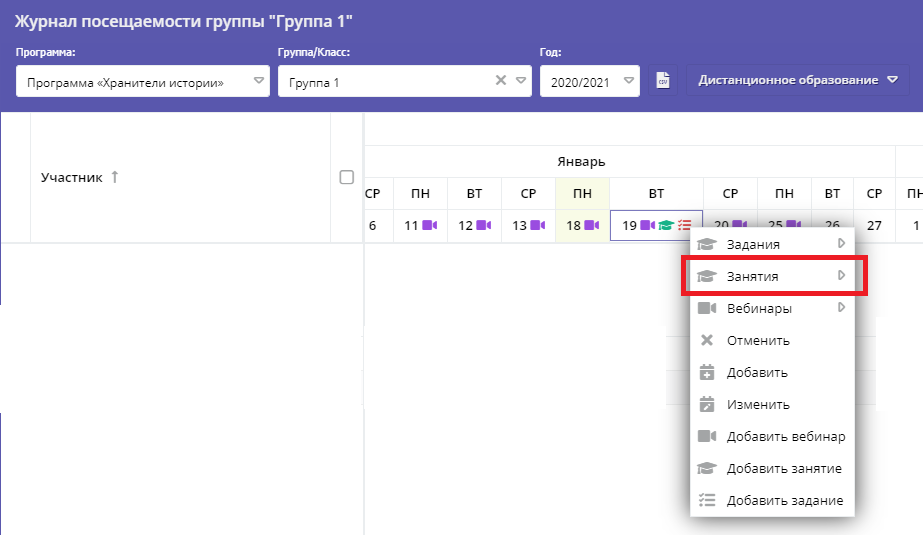 Журнал посещаемости группы "Группа 1"
Программа: Группа/Класс: Год:
Программа «Хранители истории» Группа 1 2020/2021 CSV Дистанционное образование
Январь
Участник
СР ПН ВТ СР ПН ВТ СР ПН ВТ СР ПН
6 11 12 13 18 19 20 25 26 27 1
Задания
Занятия
Вебинары
Отменить
Добавить
Изменить
Добавить вебинар
Добавить занятие
Добавить задание